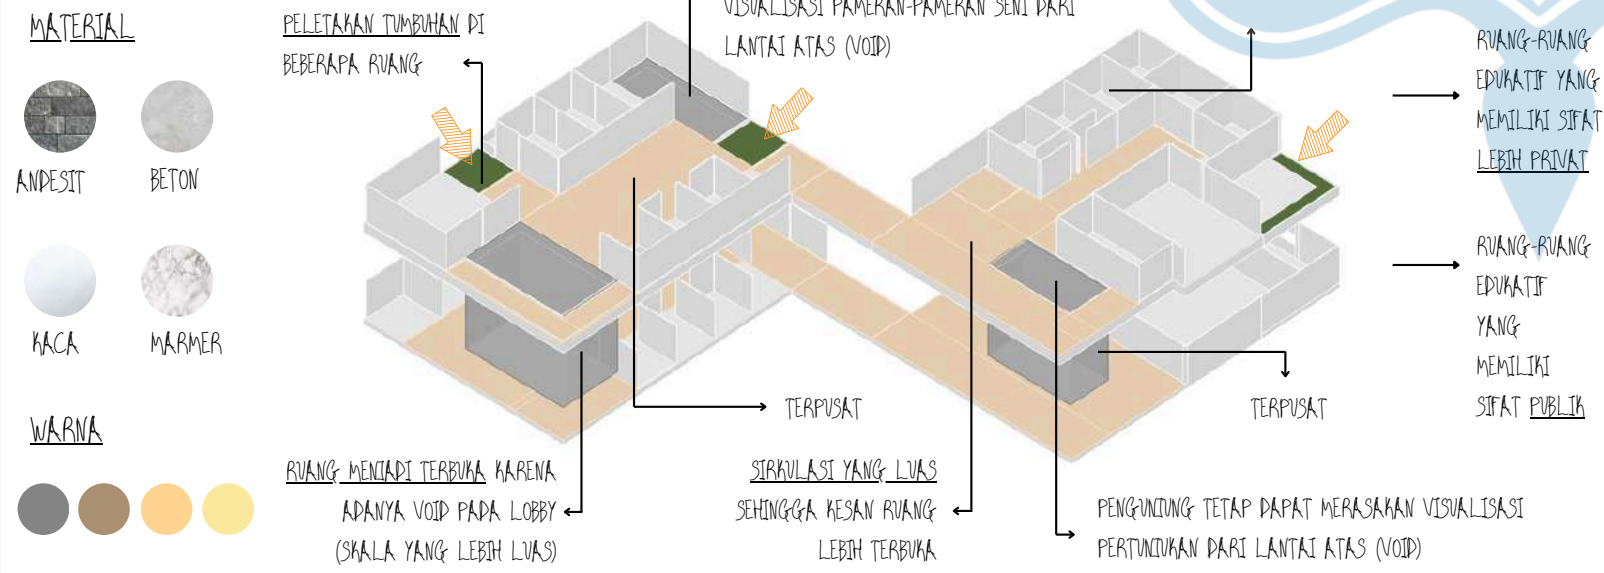 MATERIAL
ANDESIT
BETON
KACA
MARMER
WARNA
PELETAKAN TUMBUHAN DI
BEBERAPA RUANG
VISUALISASI PAMERAN-PAMERAN SENI DARI
LANTAI ATAS (VOID)
RUANG-RUANG
EDUKATIF YANG
MEMILIKI SIFAT
LEBIH PRIVAT
RUANG-RUANG
EDUKATIF
YANG
MEMILIKI
SIFAT PUBLIK
TERPUSAT
TERPUSAT
RUANG MENJADI TERBUKA KARENA
ADANYA VOID PADA LOBBY
(SKALA YANG LEBIH LUAS)
SIRKULASI YANG LUAS
SEHINGGA KESAN RUANG
LEBIH TERBUKA
PENGUNJUNG TETAP DAPAT MERASAKAN VISUALISASI
PERTUNJUKAN DARI LANTAI ATAS (VOID)